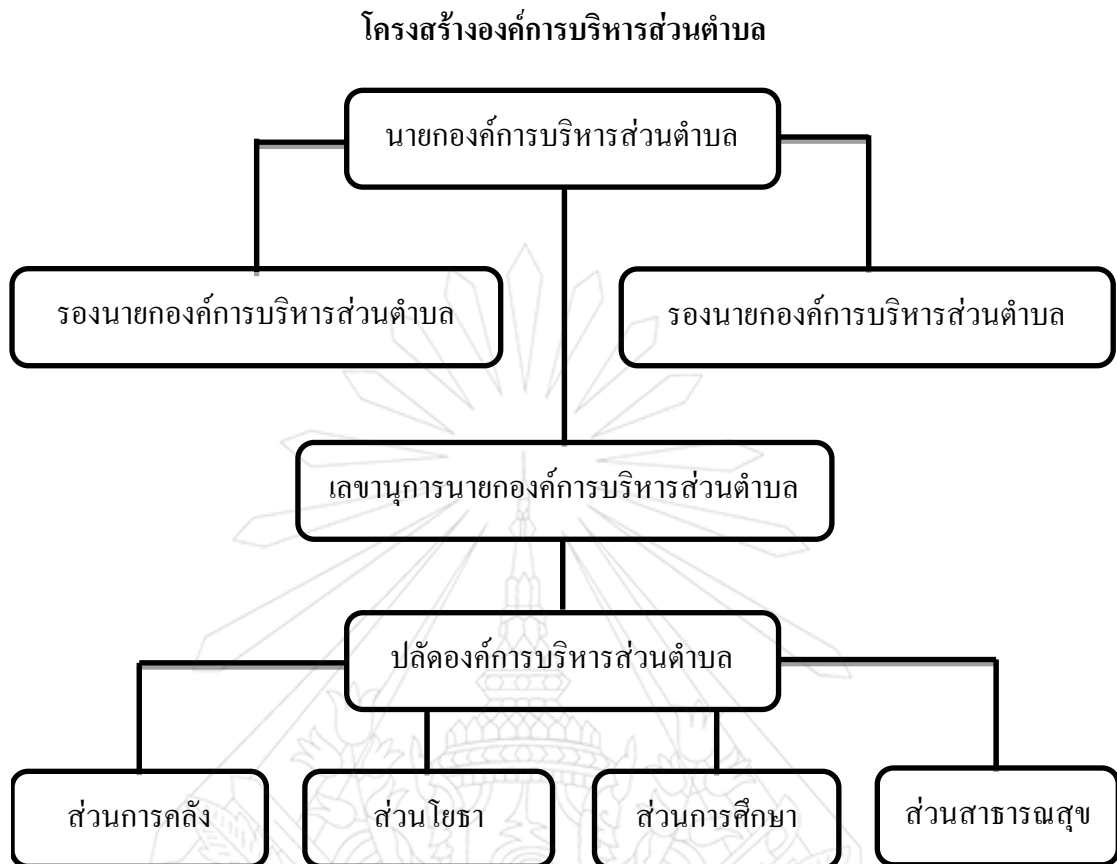 โครงสร้างองค์การบริหารส่วนตำบล
นายกองค์การบริหารส่วนตำบล
รองนายกองค์การบริหารส่วนตำบล
รองนายกองค์การบริหารส่วนตำบล
เลขานุการนายกองค์การบริหารส่วนตำบล
ปลัดองค์การบริหารส่วนตำบล
ส่วนการคลัง
ส่วนโยธา
ส่วนการศึกษา
ส่วนสาธารณสุข